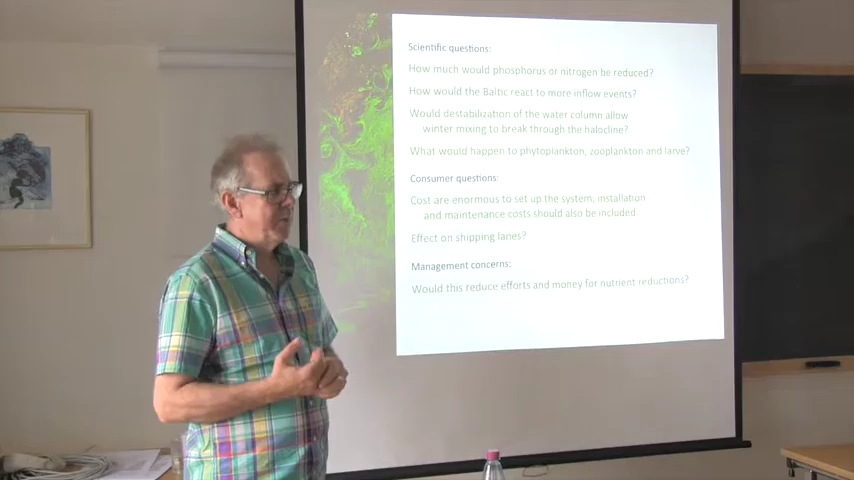 Scientific questions:
How much would phosphorus or nitrogen be reduced?
How would the Baltic react to more inflow events?
Would destabilization of the water column allow
winter mixing to break through the halocline?
What would happen to phytoplankton, zooplankton and larve?
Consumer questions:
Cost are enormous to set up the system; installation
and maintenance costs should also be included
Effect on shipping lanes?
Management concerns:
Would this reduce efforts and money for nutrient reductions?